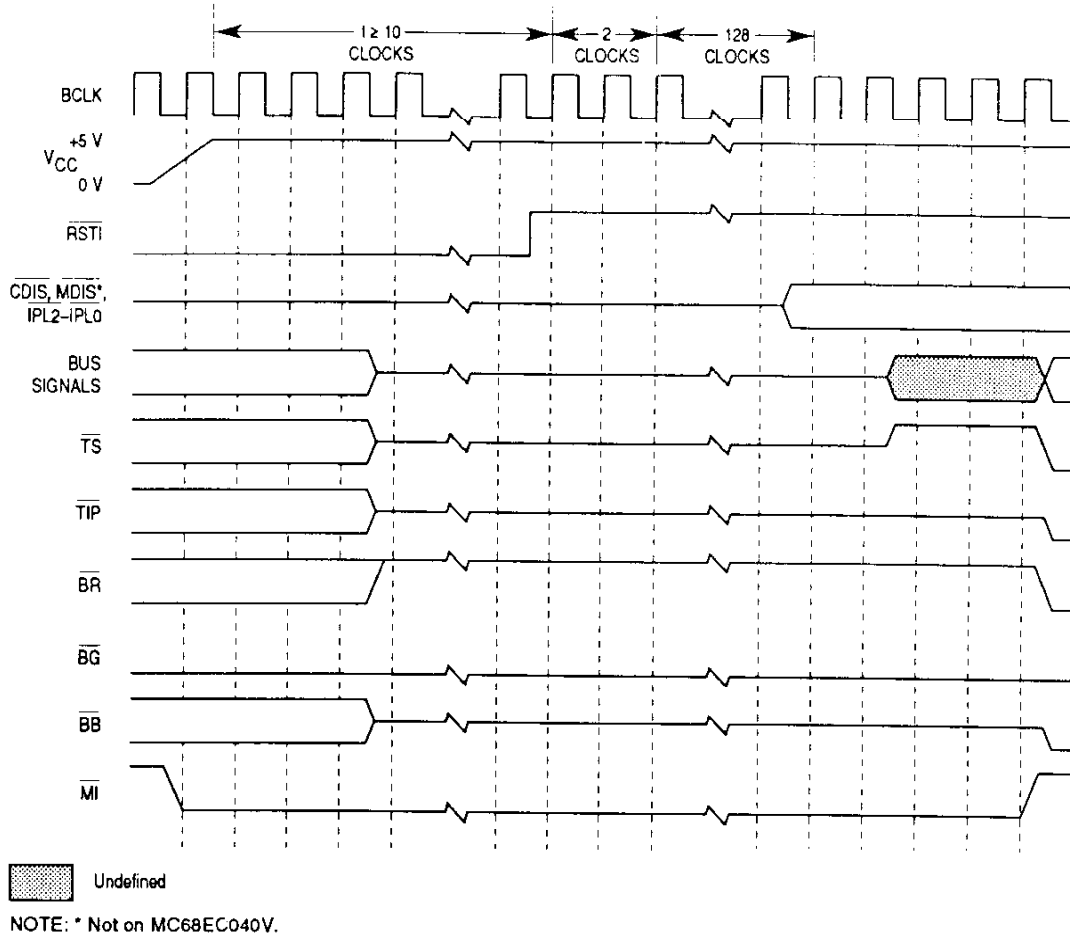 t ≥ 10
CLOCKS
2
CLOCKS
128
CLOCKS
BCLK
+5 V
VCC
0 V
RSTI
CDIS, MDIS*,
IPL2–IPL0
BUS
SIGNALS
TS
TIP
BR
BG
BB
MI
Undefined
NOTE: * Not on MC68EC040V.